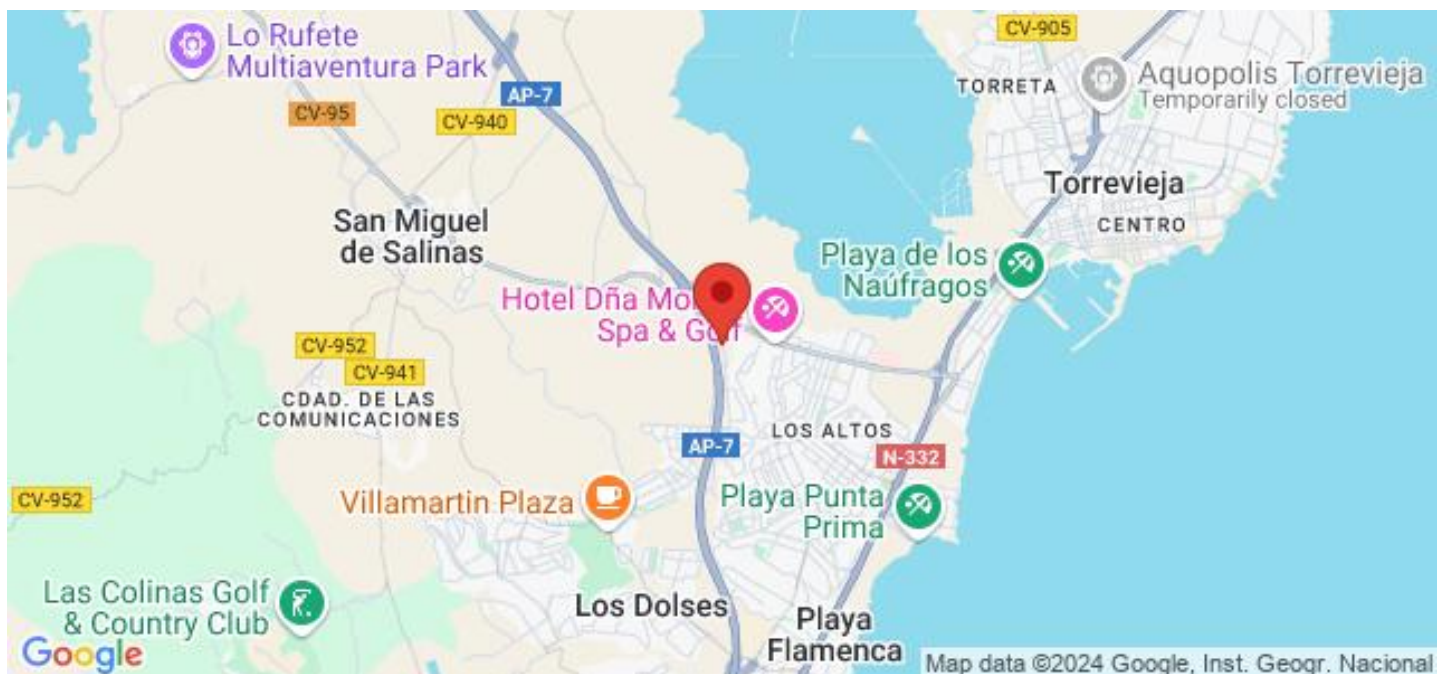 Lo Rufete
Multiaventura Park
CV-905
TORRETA
Aquopolis Torrevieja
Temporarily closed
AP-7
CV-95
CV-940
Torrevieja
CENTRO
San Miguel
de Salinas
Playa de los
Naúfragos
Hotel Dña
Spa &
CV-952
CV-941
CDAD. DE LAS
COMUNICACIONES
LOS ALTOS
AP-7
N-332
CV-952
Villamartin Plaza
Playa Punta
Prima
Las Colinas Golf
& Country Club
Los Dolses
Playa
Flamenca
Google
Map data ©2024 Google, Inst. Geogr. Nacional